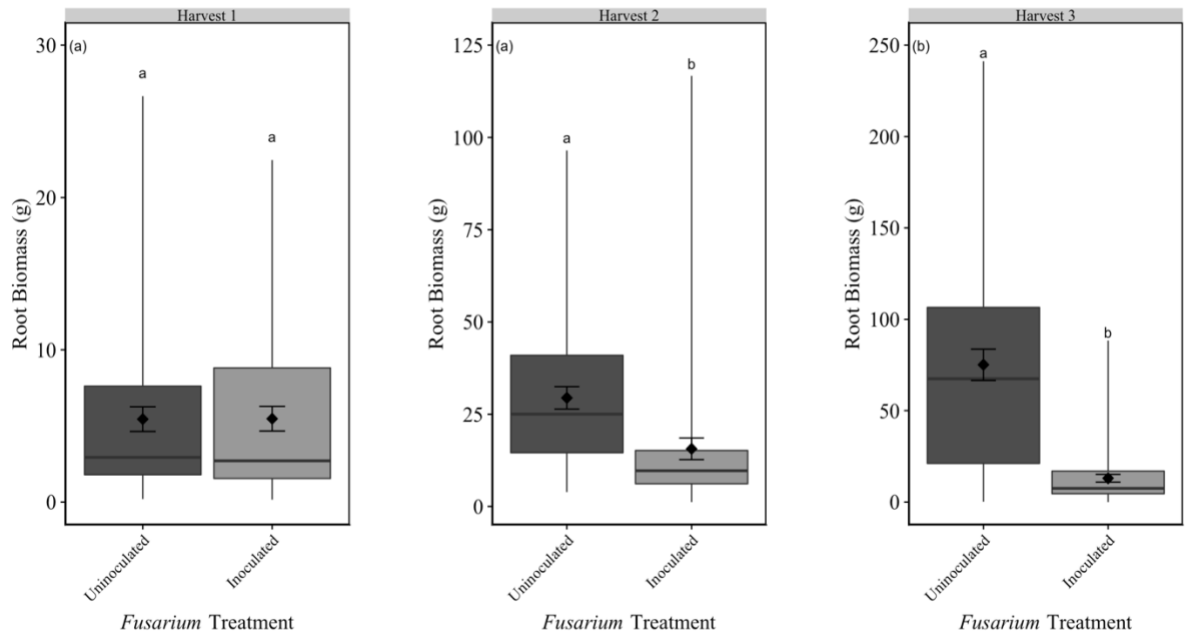 Harvest 1
(a)
30
20
10
0
a
a
Root Biomass (g)
Uninoculated
Inoculated
Fusarium Treatment
Harvest 2
(a)
125
100
75
50
25
0
a
b
Root Biomass (g)
Uninoculated
Inoculated
Fusarium Treatment
Harvest 3
(b)
250
200
150
100
50
0
a
b
Root Biomass (g)
Uninoculated
Inoculated
Fusarium Treatment